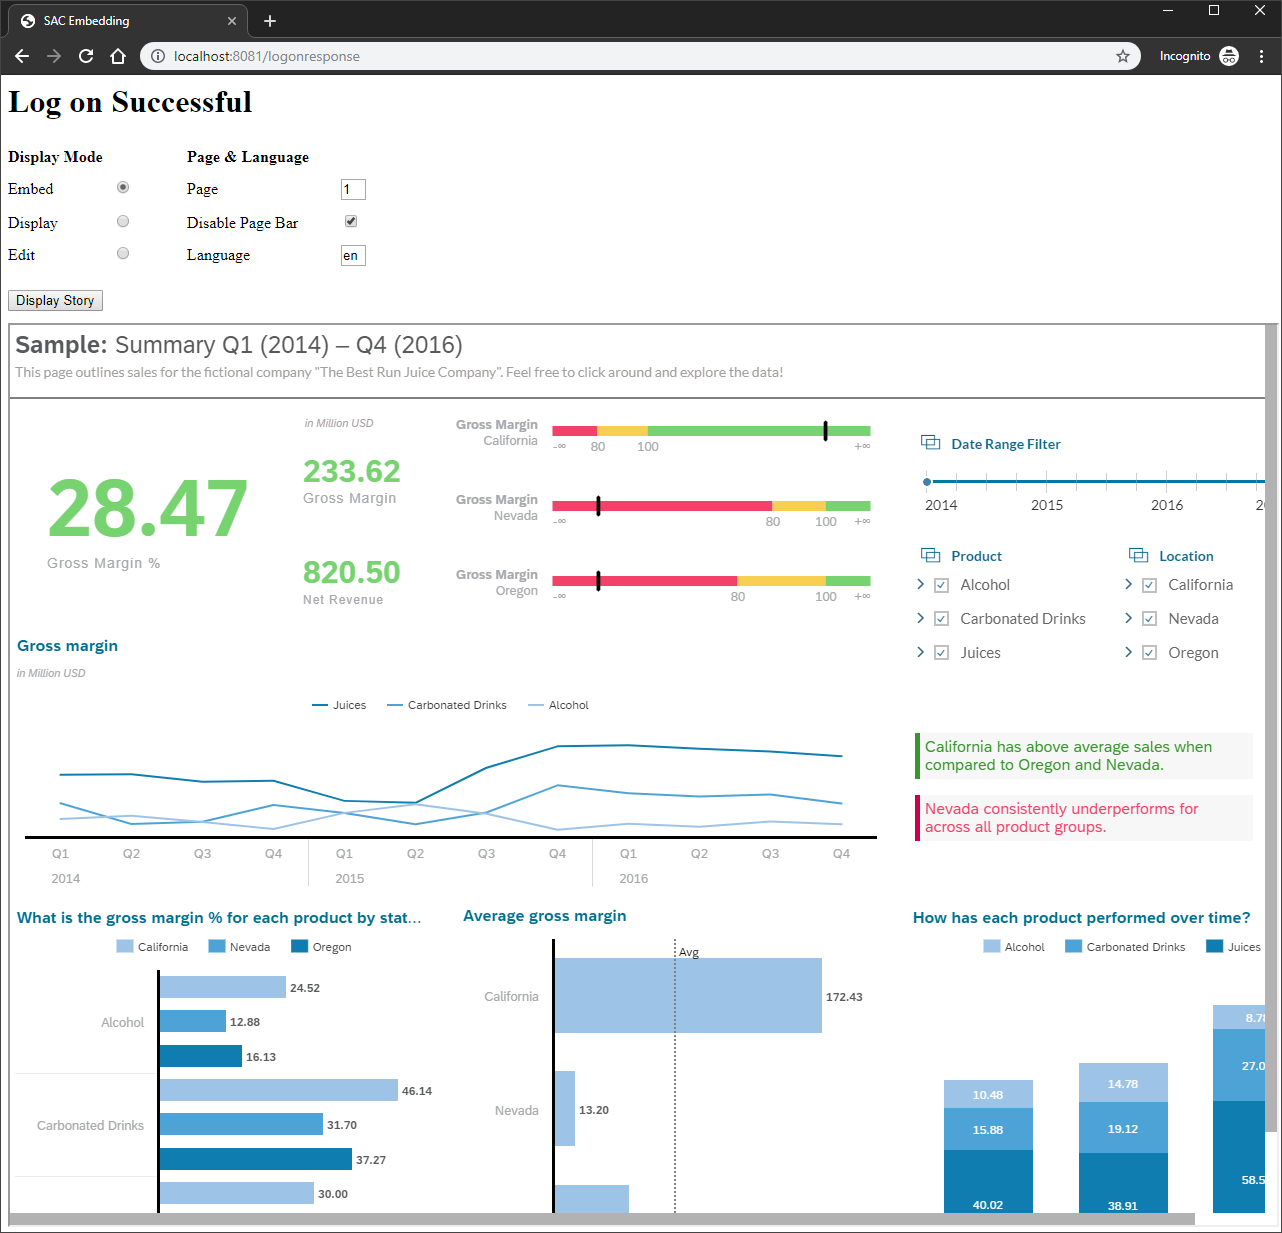 SAC Embedding
localhost:8081/logonresponse
Incognito
Log on Successful
Display Mode Page & Language
Embed Page 1
Display Disable Page Bar
Edit Language en
Display Story
Sample: Summary Q1 (2014) – Q4 (2016)
This page outlines sales for the fictional company "The Best Run Juice Company". Feel free to click around and explore the data!
28.47
Gross Margin %
in Million USD
233.62
Gross Margin
820.50
Net Revenue
Gross Margin
California
-∞ 80 100 +∞
Gross Margin
Nevada
-∞ 80 100 +∞
Gross Margin
Oregon
-∞ 80 100 +∞
Date Range Filter
2014 2015 2016
Product Location
Alcohol California
Carbonated Drinks Nevada
Juices Oregon
Gross margin
in Million USD
Juices Carbonated Drinks Alcohol
Q1 Q2 Q3 Q4 Q1 Q2 Q3 Q4 Q1 Q2 Q3 Q4
2014 2015 2016
California has above average sales when
compared to Oregon and Nevada.
Nevada consistently underperforms for
across all product groups.
What is the gross margin % for each product by stat...
California Nevada Oregon
Alcohol
24.52
12.88
16.13
Carbonated Drinks
46.14
31.70
37.27
30.00
Average gross margin
Avg
California 172.43
Nevada 13.20
How has each product performed over time?
Alcohol Carbonated Drinks Juices
10.48
15.88
40.02
14.78
19.12
38.91
8.78
27.0
58.5